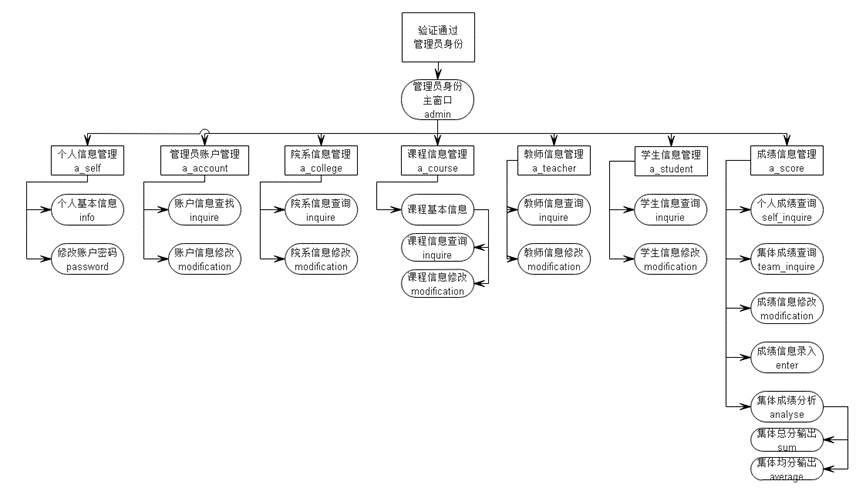 验证通过
管理员身份
管理员身份
主窗口
admin
个人信息管理
a_self
管理员账户管理
a_account
院系信息管理
a_college
课程信息管理
a_course
教师信息管理
a_teacher
学生信息管理
a_student
成绩信息管理
a_score
个人基本信息
info
账户信息查找
inquire
院系信息查询
inquire
课程基本信息
教师信息查询
inquire
学生信息查询
inqurie
个人成绩查询
self_inquire
修改账户密码
password
账户信息修改
modification
院系信息修改
modification
课程信息查询
inquire
课程信息修改
modification
教师信息修改
modification
学生信息修改
modification
集体成绩查询
team_inquire
成绩信息修改
modification
成绩信息录入
enter
集体成绩分析
analyse
集体总分输出
sum
集体均分输出
average